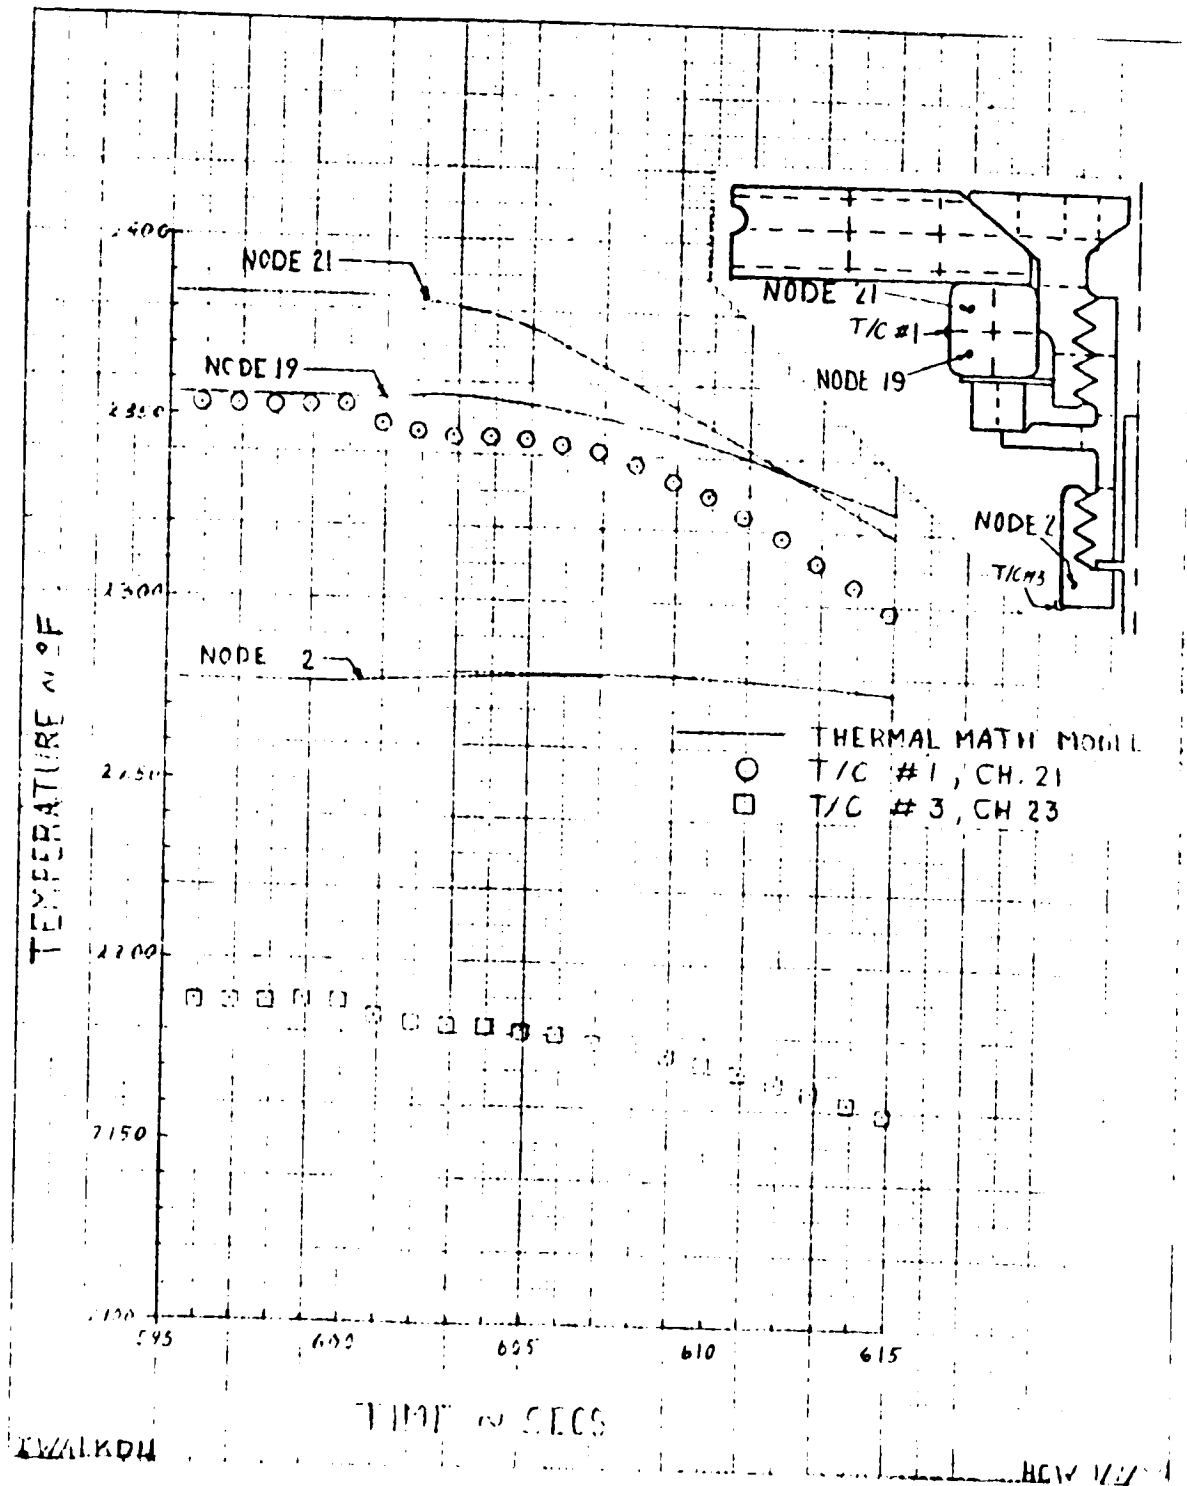 NODE 21
NODE 19
2350
2300
NODE 2
2250
2200
TEMPERATURE ~ °F
NODE 21
T/C #1
NODE 19
NODE 2
T/C #3
THERMAL MATH MODEL
T/C #1, CH. 21
T/C #3, CH 23
2150
595
600
605
610
615
TIME ~ SECS